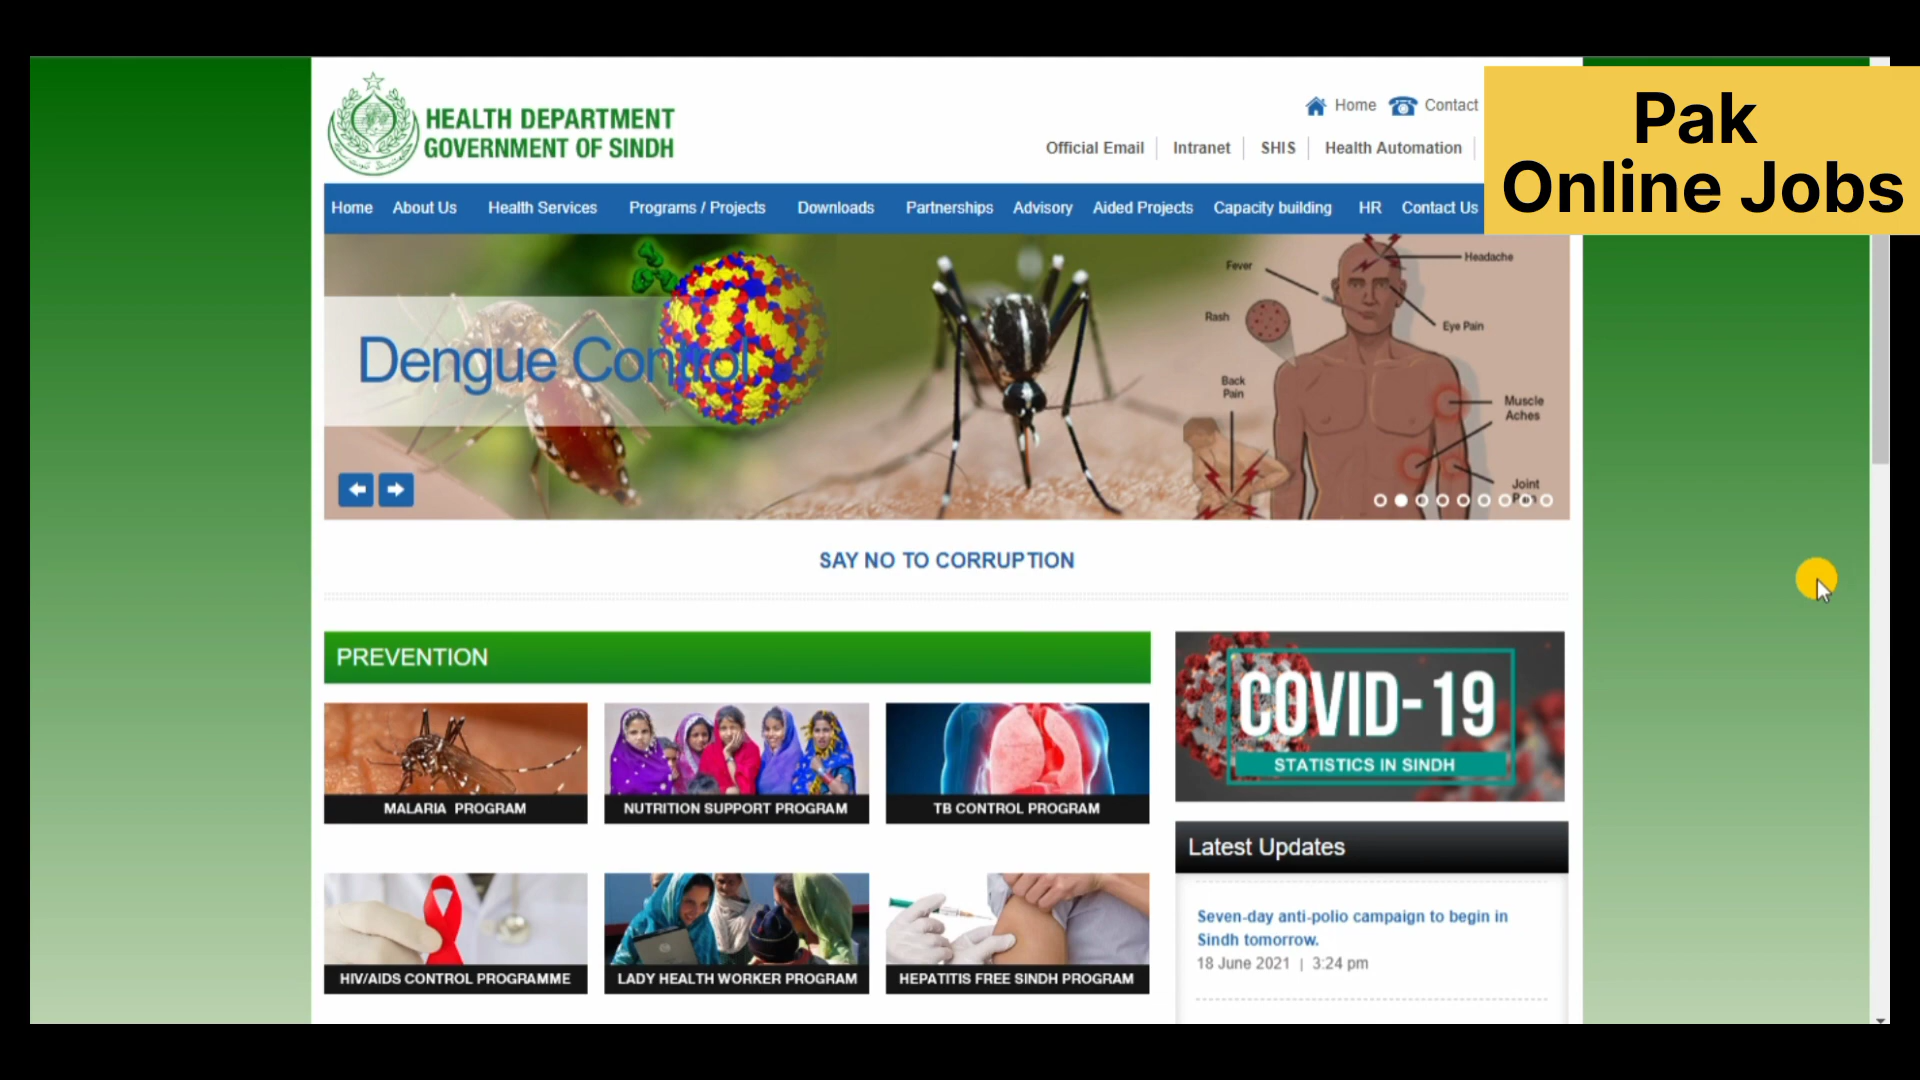 HEALTH DEPARTMENT
GOVERNMENT OF SINDH
Home Contact
Official Email Intranet SHIS Health Automation
Pak
Online Jobs
Home About Us Health Services Programs / Projects Downloads Partnerships Advisory Aided Projects Capacity building HR Contact Us
Dengue Control
Fever
Headache
Rash
Eye Pain
Back
Pain
Muscle
Aches
Joint
SAY NO TO CORRUPTION
PREVENTION
MALARIA PROGRAM
NUTRITION SUPPORT PROGRAM
TB CONTROL PROGRAM
HIV/AIDS CONTROL PROGRAMME
LADY HEALTH WORKER PROGRAM
HEPATITIS FREE SINDH PROGRAM
COVID-19
STATISTICS IN SINDH
Latest Updates
Seven-day anti-polio campaign to begin in
Sindh tomorrow.
18 June 2021 | 3:24 pm